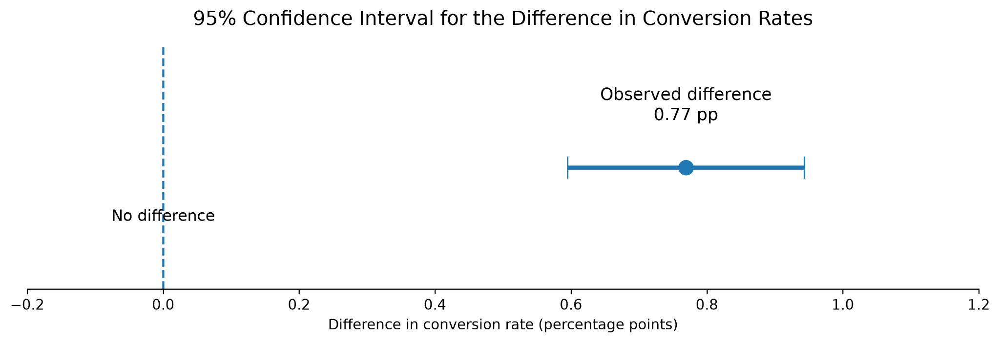 95% Confidence Interval for the Difference in Conversion Rates
Observed difference
0.77 pp
No difference
−0.2 0.0 0.2 0.4 0.6 0.8 1.0 1.2
Difference in conversion rate (percentage points)